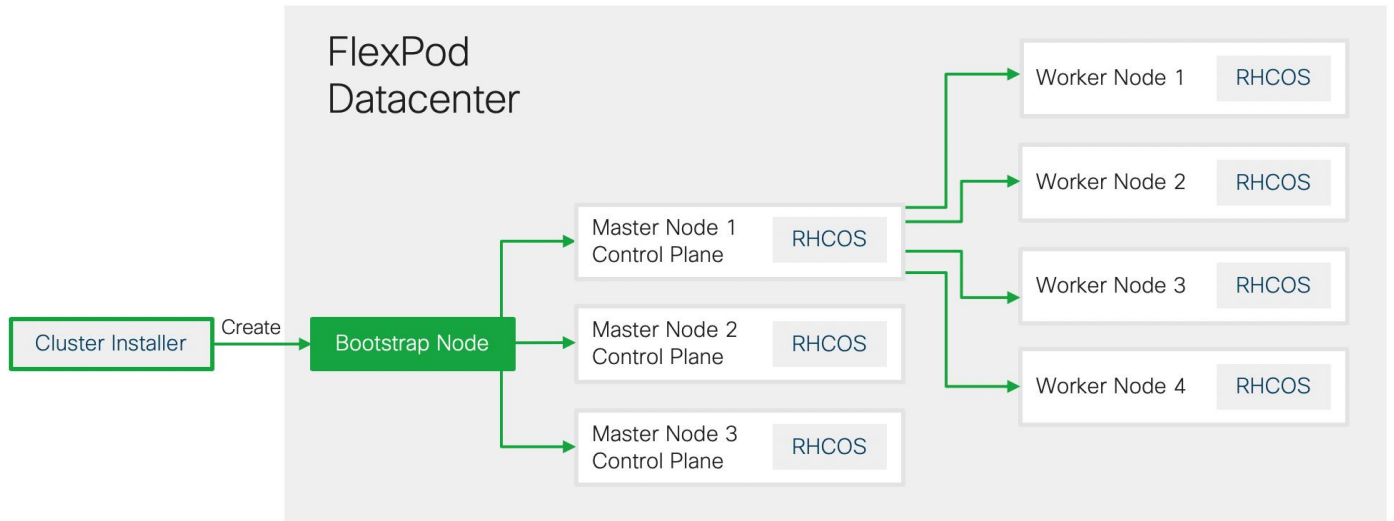 FlexPod
Datacenter
Cluster Installer
Create
Bootstrap Node
Master Node 1
Control Plane
RHCOS
Master Node 2
Control Plane
RHCOS
Master Node 3
Control Plane
RHCOS
Worker Node 1
RHCOS
Worker Node 2
RHCOS
Worker Node 3
RHCOS
Worker Node 4
RHCOS